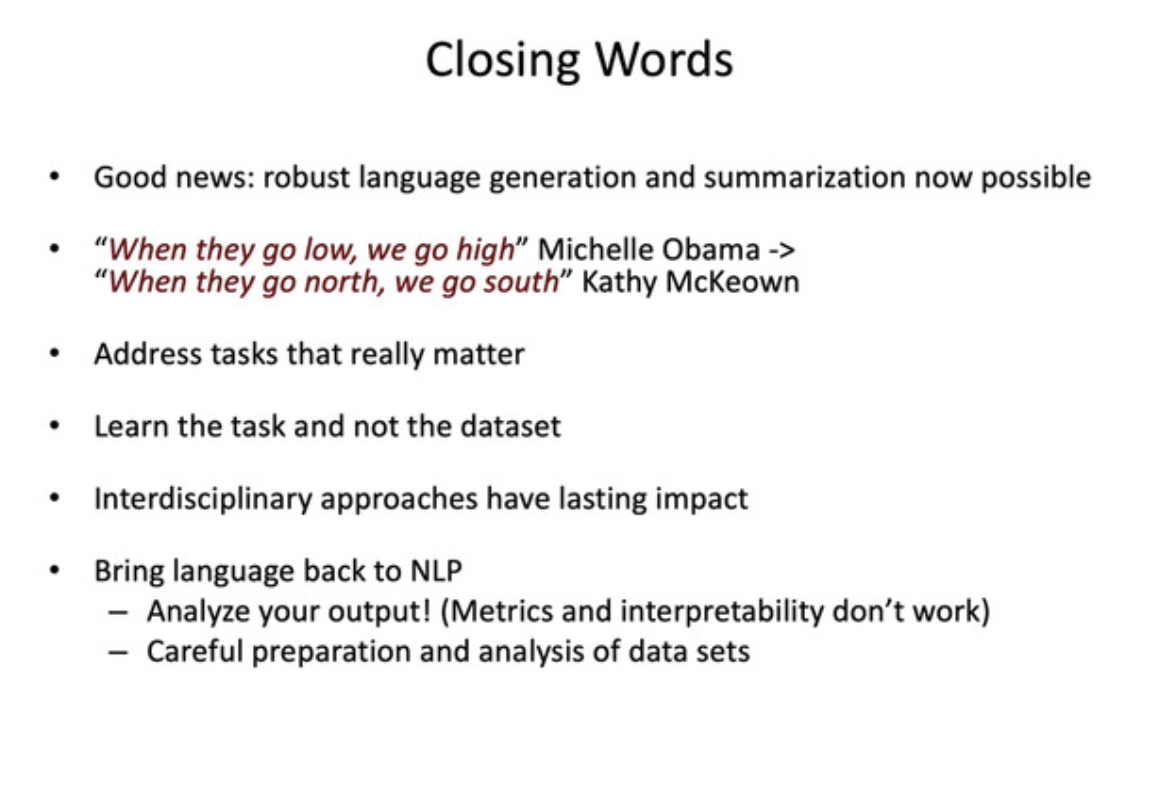 Closing Words
• Good news: robust language generation and summarization now possible
• “When they go low, we go high” Michelle Obama ->
“When they go north, we go south” Kathy McKeown
• Address tasks that really matter
• Learn the task and not the dataset
• Interdisciplinary approaches have lasting impact
• Bring language back to NLP
– Analyze your output! (Metrics and interpretability don’t work)
– Careful preparation and analysis of data sets